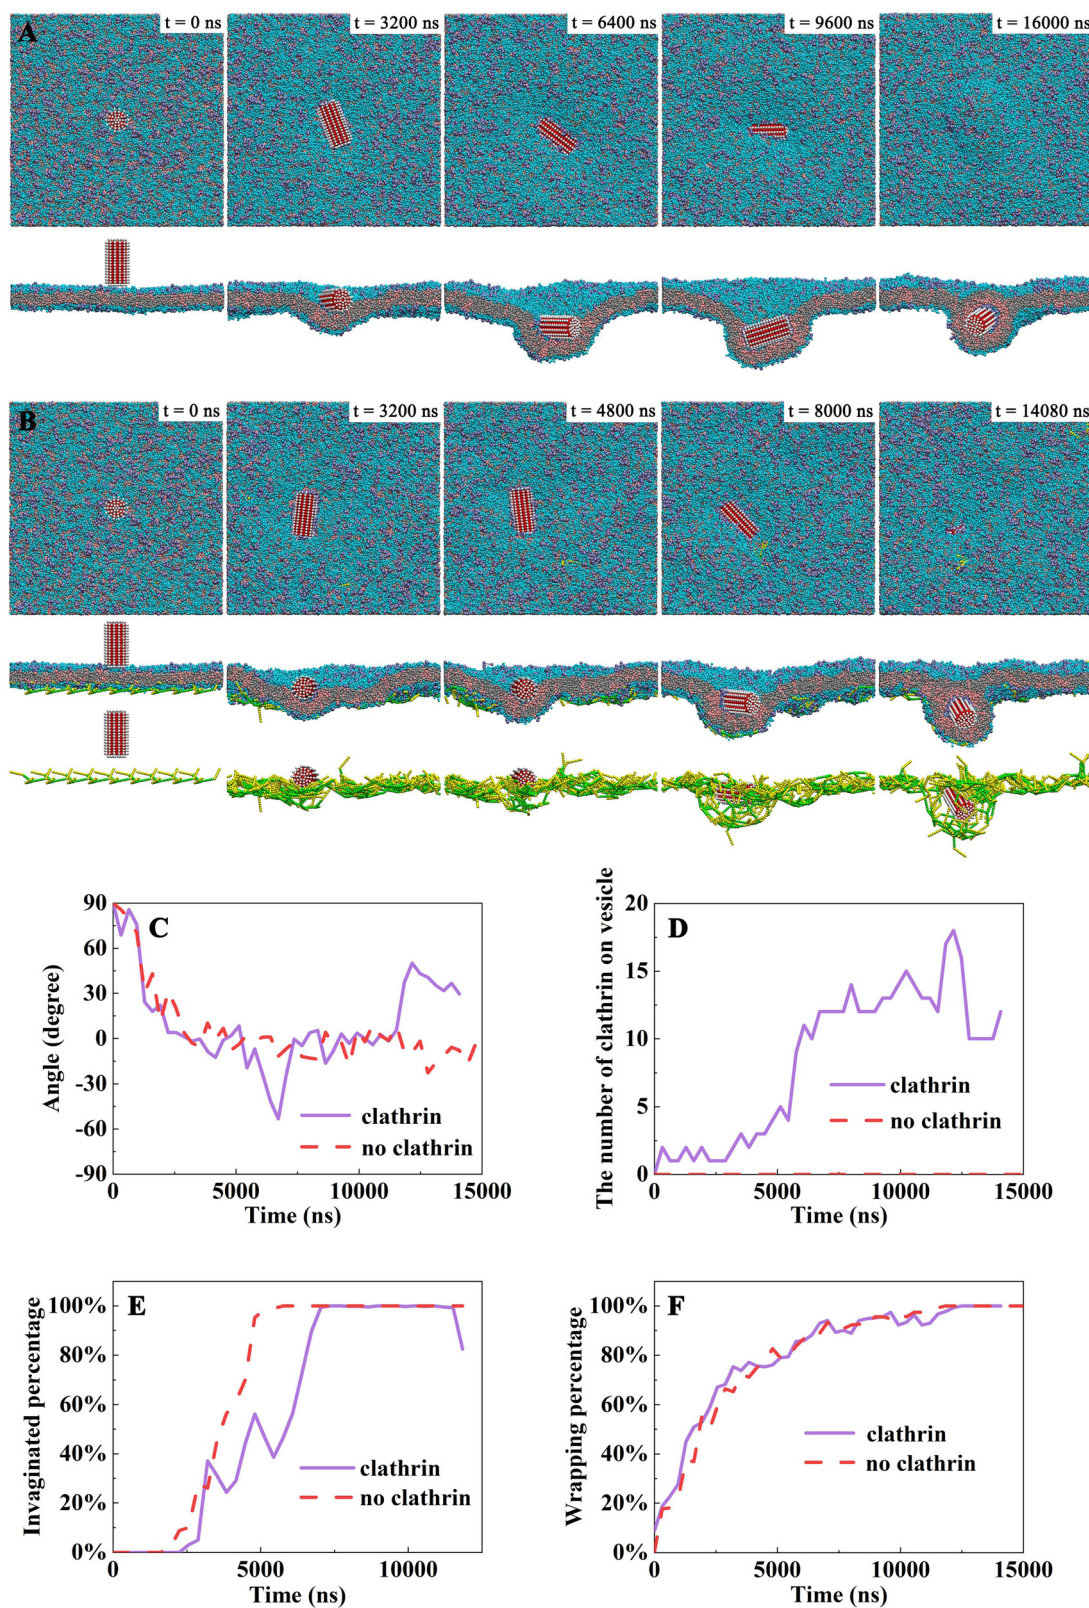 A
t = 0 ns
t = 3200 ns
t = 6400 ns
t = 9600 ns
t = 16000 ns
B
t = 0 ns
t = 3200 ns
t = 4800 ns
t = 8000 ns
t = 14080 ns
C
Angle (degree)
90
60
30
0
-30
-60
-90
clathrin
no clathrin
0
5000
10000
15000
Time (ns)
D
The number of clathrin on vesicle
20
15
10
5
0
clathrin
no clathrin
0
5000
10000
15000
Time (ns)
E
Invaginated percentage
100%
80%
60%
40%
20%
0%
clathrin
no clathrin
0
5000
10000
Time (ns)
F
Wrapping percentage
100%
80%
60%
40%
20%
0%
clathrin
no clathrin
0
5000
10000
15000
Time (ns)